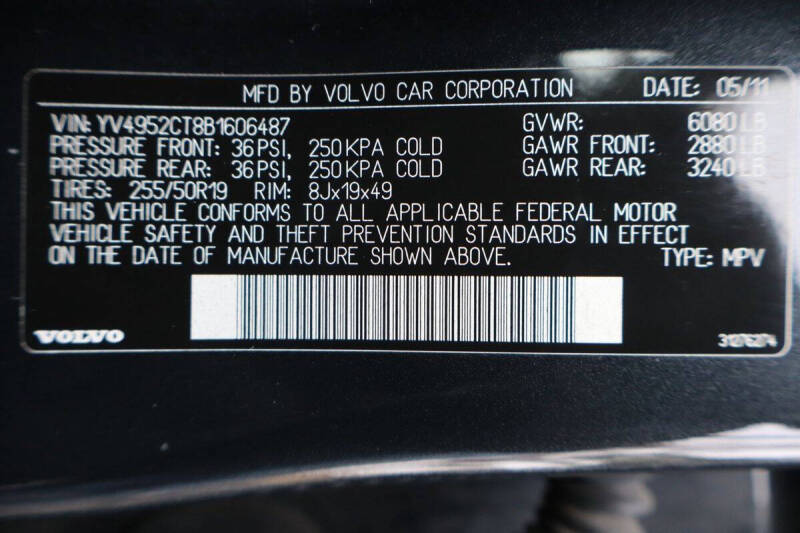 MFD BY VOLVO CAR CORPORATION DATE: 05/11
VIN: YV4952CT8B1606487 GVWR: 6080 LB
PRESSURE FRONT: 36 PSI, 250 KPA COLD GAWR FRONT: 2880 LB
PRESSURE REAR: 36 PSI, 250 KPA COLD GAWR REAR: 3240 LB
TIRES: 255/50R19 RIM: 8Jx19x49
THIS VEHICLE CONFORMS TO ALL APPLICABLE FEDERAL MOTOR
VEHICLE SAFETY AND THEFT PREVENTION STANDARDS IN EFFECT
ON THE DATE OF MANUFACTURE SHOWN ABOVE. TYPE: MPV
VOLVO 31276274